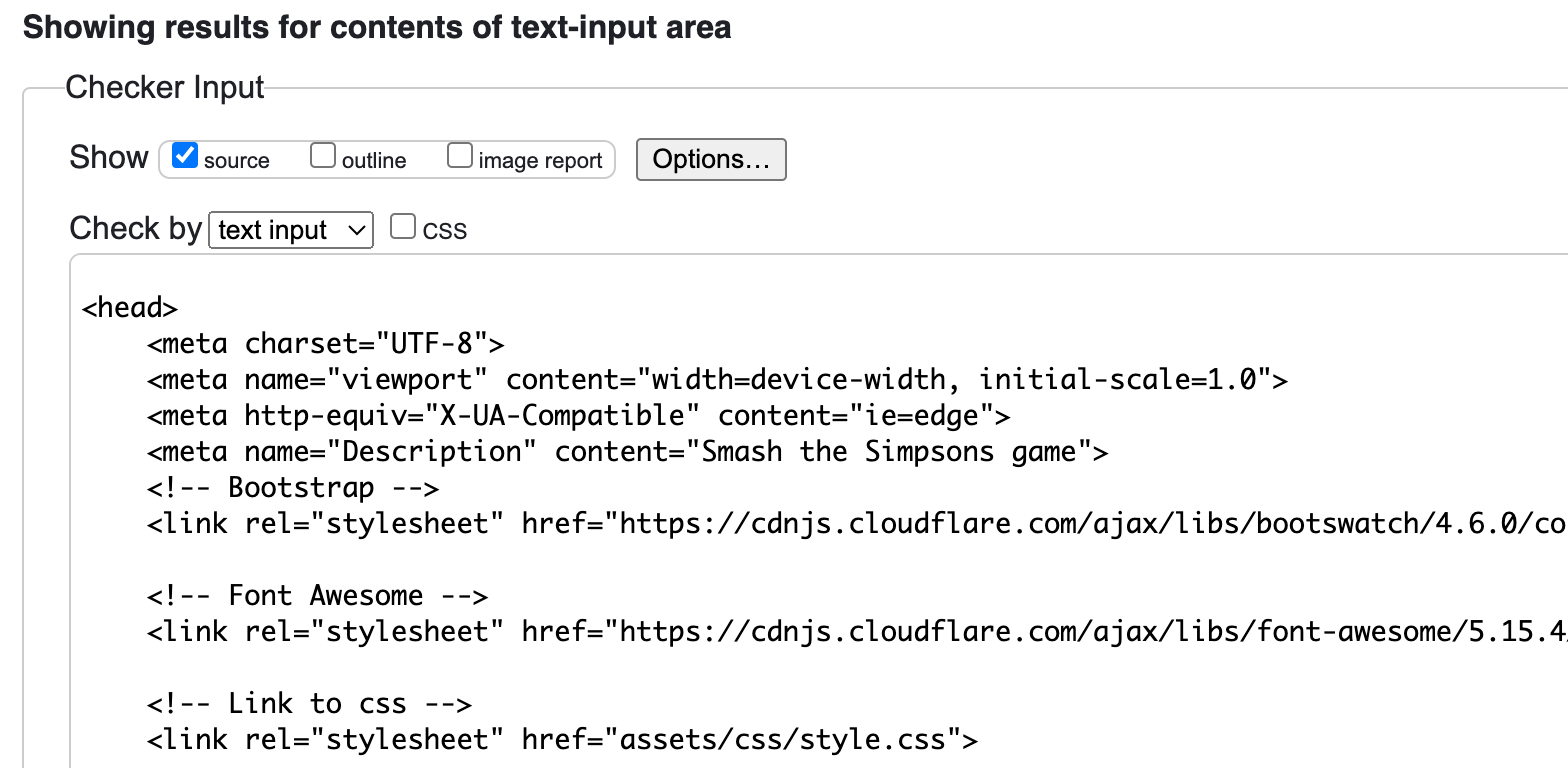 Showing results for contents of text-input area
Checker Input
Show source outline image report Options...
Check by text input CSS
<head>
    <meta charset="UTF-8">
    <meta name="viewport" content="width=device-width, initial-scale=1.0">
    <meta http-equiv="X-UA-Compatible" content="ie=edge">
    <meta name="Description" content="Smash the Simpsons game">
    <!-- Bootstrap -->
    <link rel="stylesheet" href="https://cdnjs.cloudflare.com/ajax/libs/bootswatch/4.6.0/co
    <!-- Font Awesome -->
    <link rel="stylesheet" href="https://cdnjs.cloudflare.com/ajax/libs/font-awesome/5.15.4/
    <!-- Link to css -->
    <link rel="stylesheet" href="assets/css/style.css">